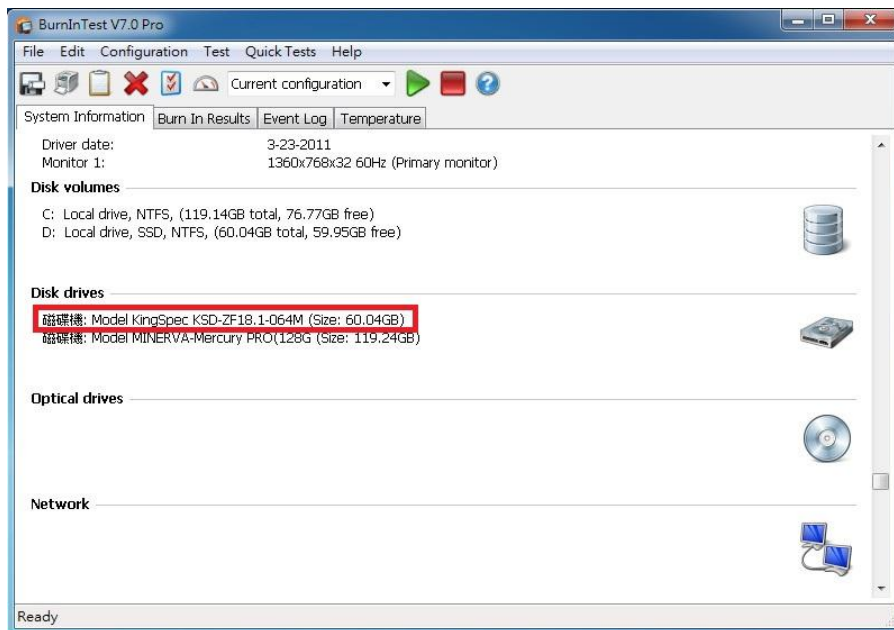 BurnInTest V7.0 Pro
File Edit Configuration Test Quick Tests Help
Current configuration
System Information Burn In Results Event Log Temperature
Driver date: 3-23-2011
Monitor 1: 1360x768x32 60Hz (Primary monitor)
Disk volumes
C: Local drive, NTFS, (119.14GB total, 76.77GB free)
D: Local drive, SSD, NTFS, (60.04GB total, 59.95GB free)
Disk drives
磁碟機: Model KingSpec KSD-ZF18.1-064M (Size: 60.04GB)
磁碟機: Model MINERVA-Mercury PRO(128G (Size: 119.24GB)
Optical drives
Network
Ready